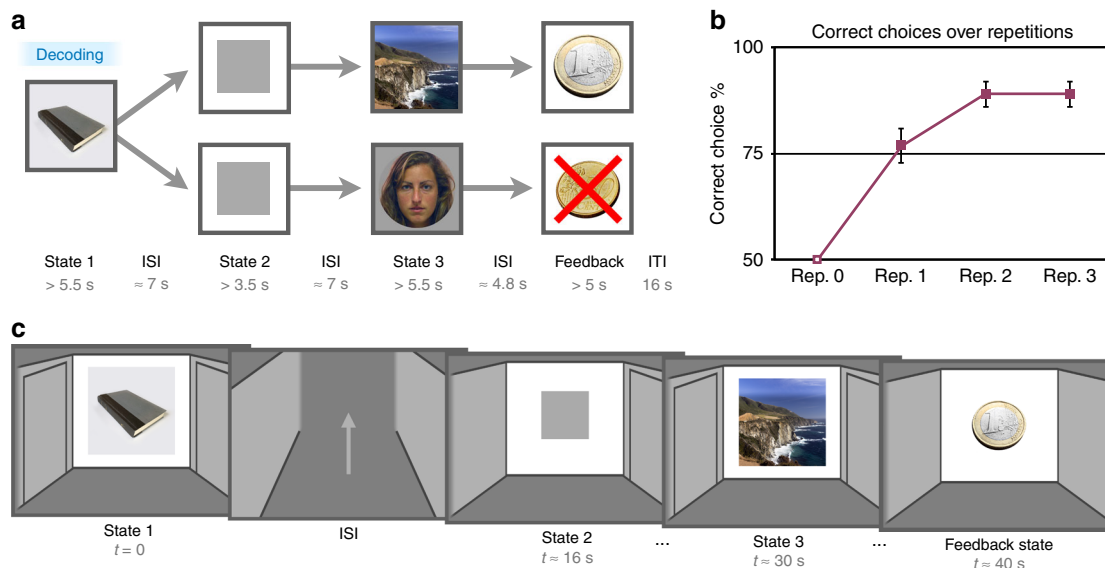 a
Decoding
State 1 ISI State 2 ISI State 3 ISI Feedback ITI
> 5.5 s ≈ 7 s > 3.5 s ≈ 7 s > 5.5 s ≈ 4.8 s > 5 s 16 s
b
Correct choices over repetitions
Correct choice %
100
75
50
Rep. 0 Rep. 1 Rep. 2 Rep. 3
c
State 1
t = 0
ISI
State 2
t ≈ 16 s
...
State 3
t ≈ 30 s
...
Feedback state
t ≈ 40 s